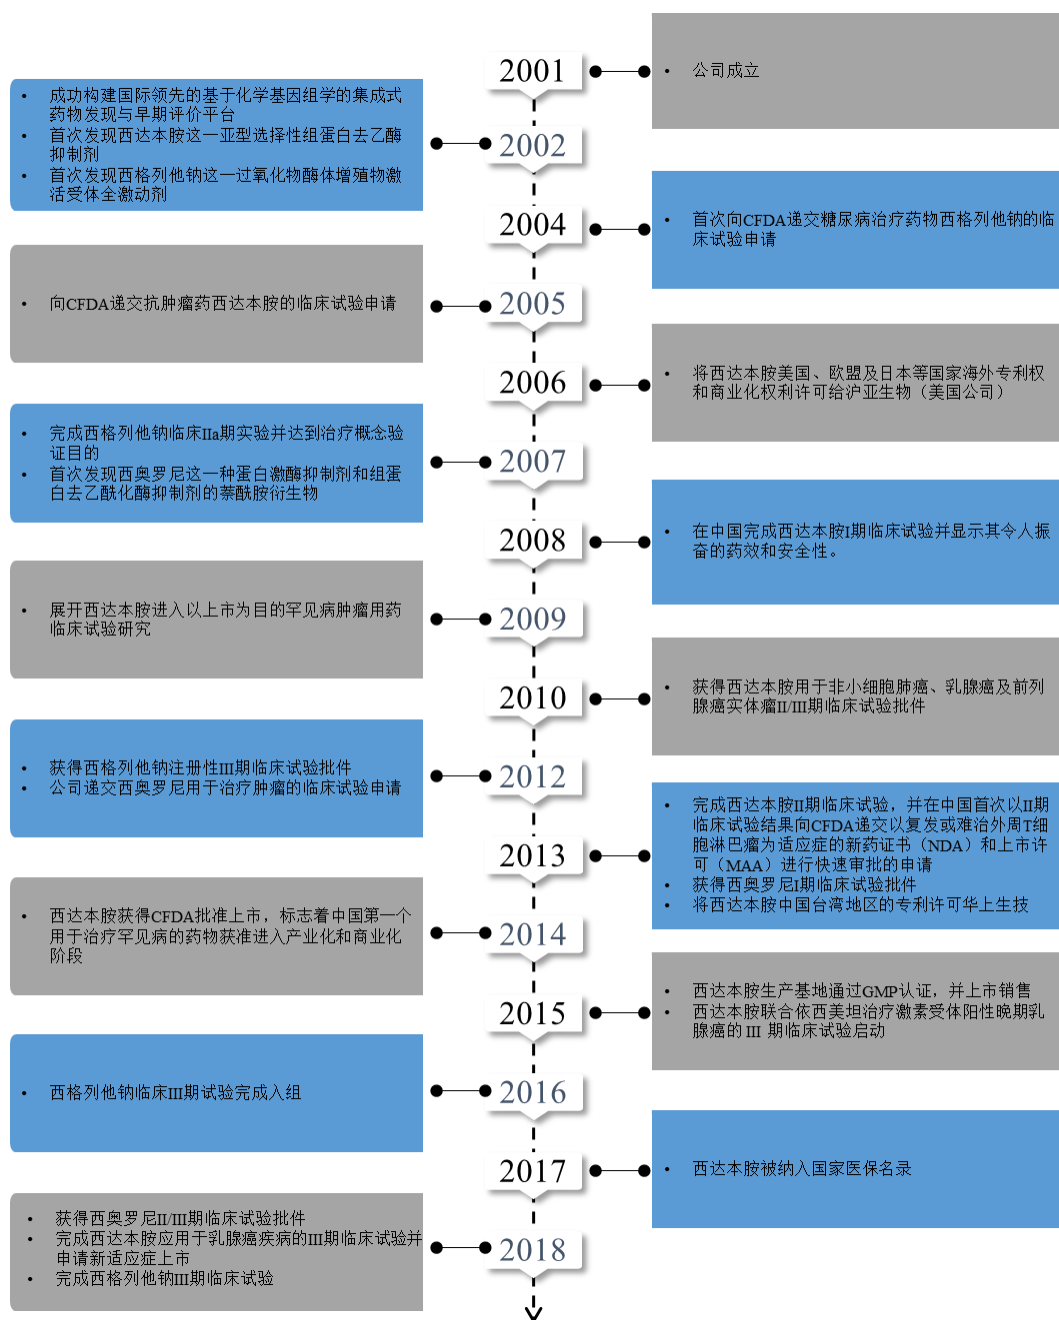 2001
• 公司成立
• 成功构建国际领先的基于化学基因组学的集成式
药物发现与早期评价平台
• 首次发现西达本胺这一亚型选择性组蛋白去乙酰
抑制剂
• 首次发现西格列他钠这一过氧化物酶体增殖物激
活受体全激动剂
2002
2004
• 首次向CFDA递交糖尿病治疗药物西格列他钠的临
床试验申请
• 向CFDA递交抗肿瘤药西达本胺的临床试验申请
2005
2006
• 将西达本胺美国、欧盟及日本等国家海外专利权
和商业化权利许可给沪亚生物（美国公司）
• 完成西格列他钠临床IIa期实验并达到治疗概念验
证目的
• 首次发现西奥罗尼这一种蛋白激酶抑制剂和组蛋
白去乙酰化酶抑制剂的萘酰胺衍生物
2007
2008
• 在中国完成西达本胺I期临床试验并显示其令人振
奋的药效和安全性。
• 展开西达本胺进入以上市为目的罕见病肿瘤用药
临床试验研究
2009
2010
• 获得西达本胺用于非小细胞肺癌、乳腺癌及前列
腺癌实体瘤II/III期临床试验批件
• 获得西格列他钠注册性III期临床试验批件
• 公司递交西奥罗尼用于治疗肿瘤的临床试验申请
2012
2013
• 完成西达本胺II期临床试验，并在中国首次以II期
临床试验结果向CFDA递交以复发或难治外周T细
胞淋巴瘤为适应症的新药证书（NDA）和上市许
可（MAA）进行快速审批的申请
• 获得西奥罗尼I期临床试验批件
• 将西达本胺中国台湾地区的专利许可华上生技
• 西达本胺获得CFDA批准上市，标志着中国第一个
用于治疗罕见病的药物获准进入产业化和商业化
阶段
2014
2015
• 西达本胺生产基地通过GMP认证，并上市销售
• 西达本胺联合依西美坦治疗激素受体阳性晚期乳
腺癌的 III 期临床试验启动
• 西格列他钠临床III期试验完成入组
2016
2017
• 西达本胺被纳入国家医保名录
• 获得西奥罗尼II/III期临床试验批件
• 完成西达本胺应用于乳腺癌疾病的III期临床试验并
申请新适应症上市
• 完成西格列他钠III期临床试验
2018